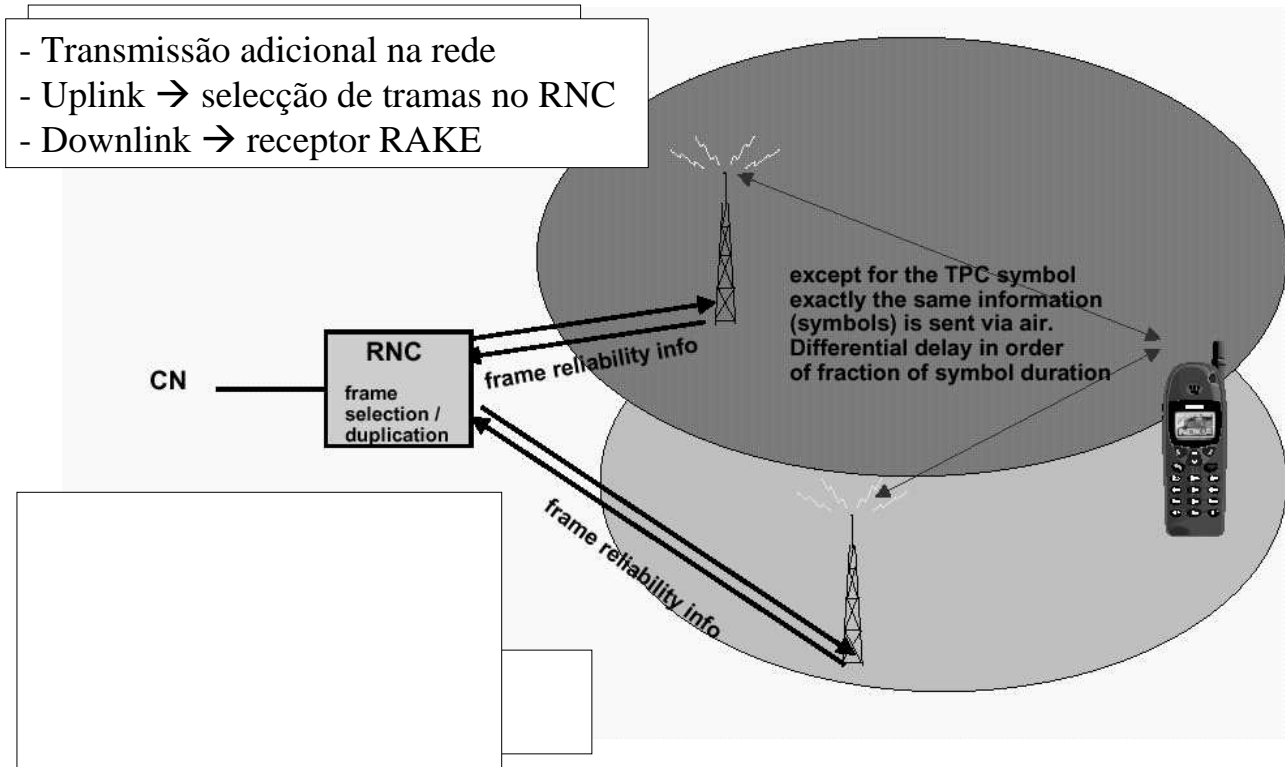 - Transmissão adicional na rede
- Uplink → selecção de tramas no RNC
- Downlink → receptor RAKE
except for the TPC symbol
exactly the same information
(symbols) is sent via air.
Differential delay in order
of fraction of symbol duration
RNC
frame
selection /
duplication
CN
frame reliability info
frame reliability info